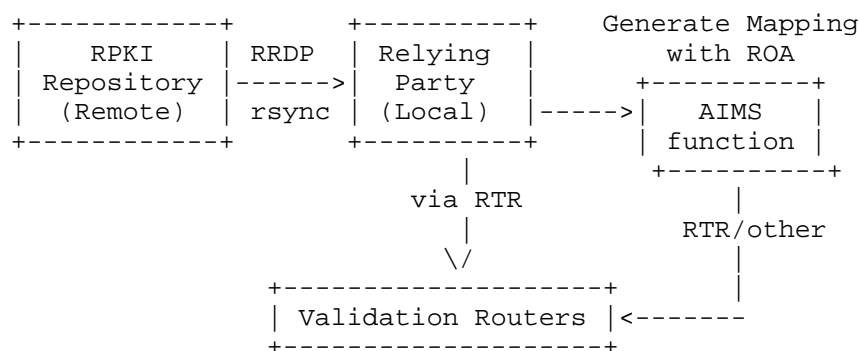 +------------+       +----------+    Generate Mapping
|    RPKI    | RRDP  | Relying  |       with ROA
| Repository |------>|  Party   |      +----------+
|  (Remote)  | rsync | (Local)  |----->|   AIMS   |
+------------+       +----------+      | function |
                           |            +----------+
                        via RTR              |
                           |             RTR/other
                          \/                 |
               +--------------------+        |
               | Validation Routers |<-------
               +--------------------+